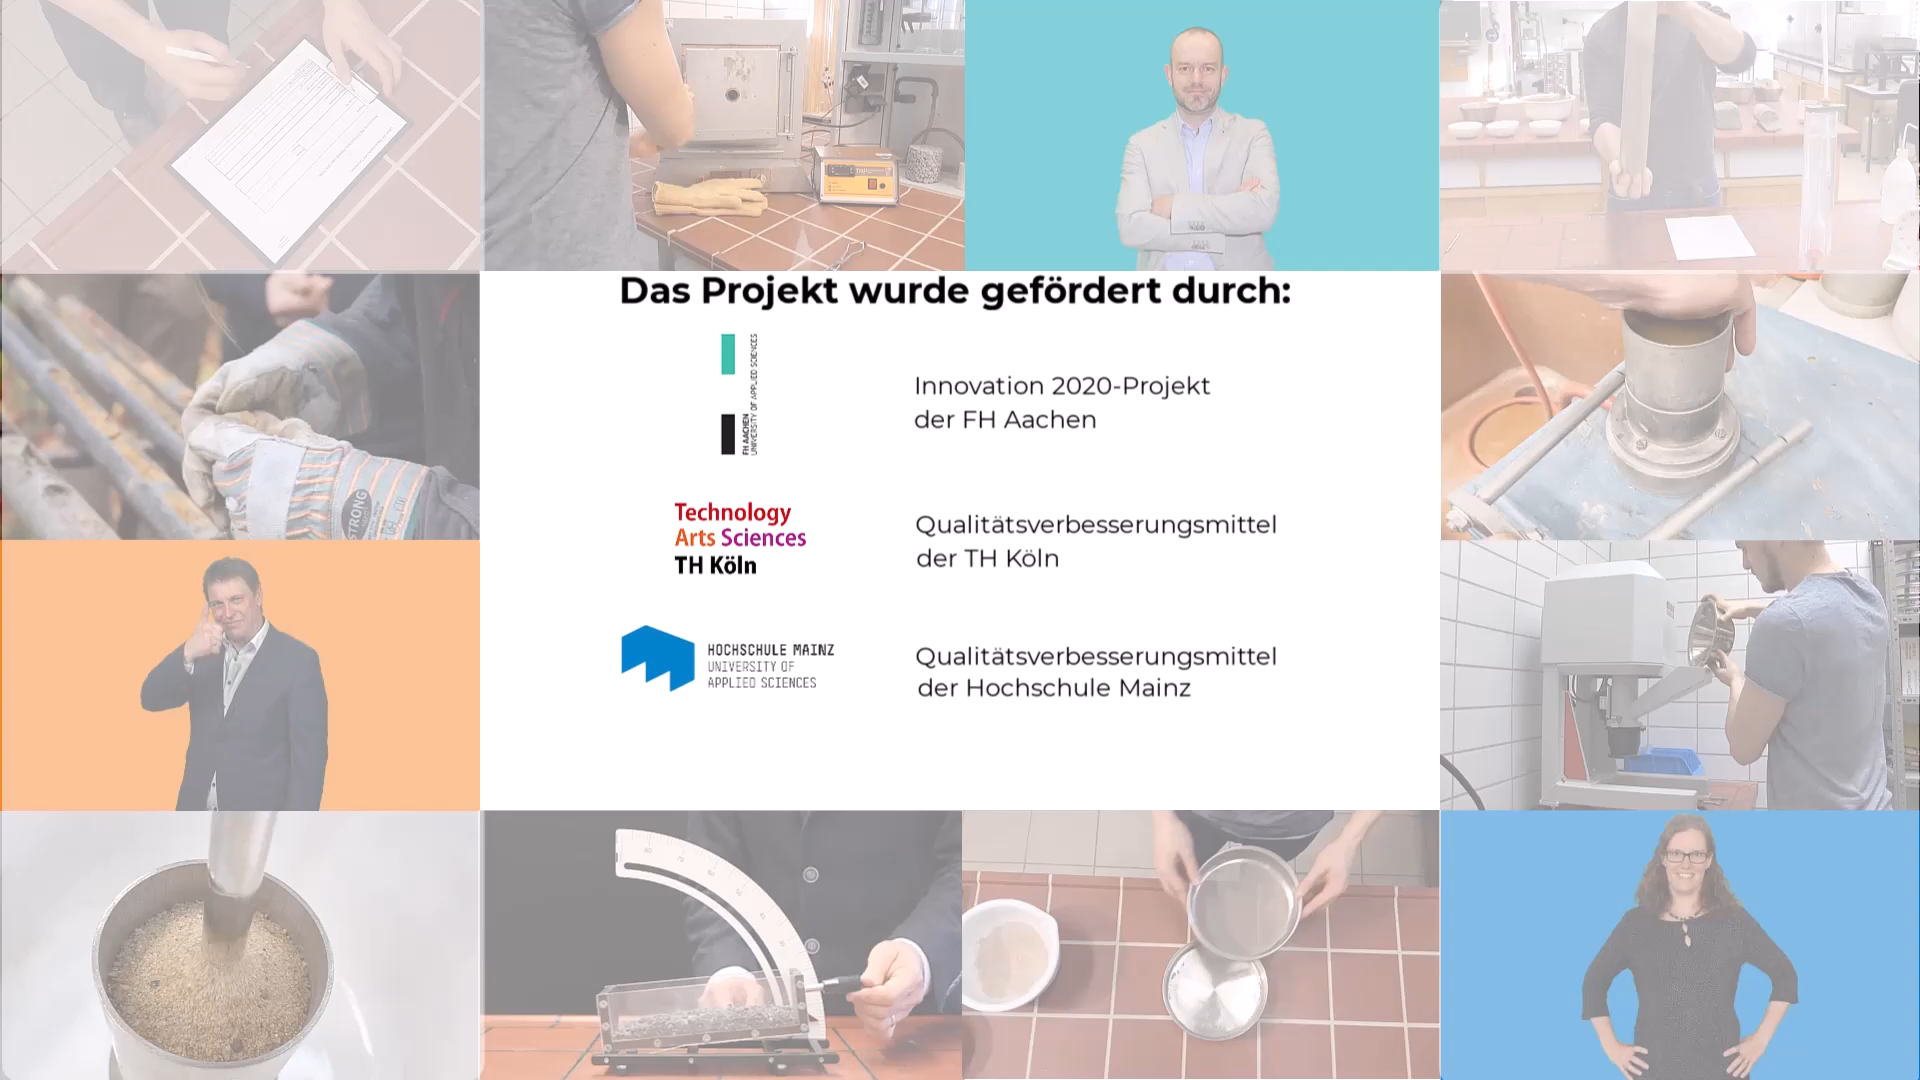 Das Projekt wurde gefördert durch:
FH AACHEN
UNIVERSITY OF APPLIED SCIENCES
Innovation 2020-Projekt
der FH Aachen
Technology
Arts Sciences
TH Köln
Qualitätsverbesserungsmittel
der TH Köln
HOCHSCHULE MAINZ
UNIVERSITY OF
APPLIED SCIENCES
Qualitätsverbesserungsmittel
der Hochschule Mainz
STRONG